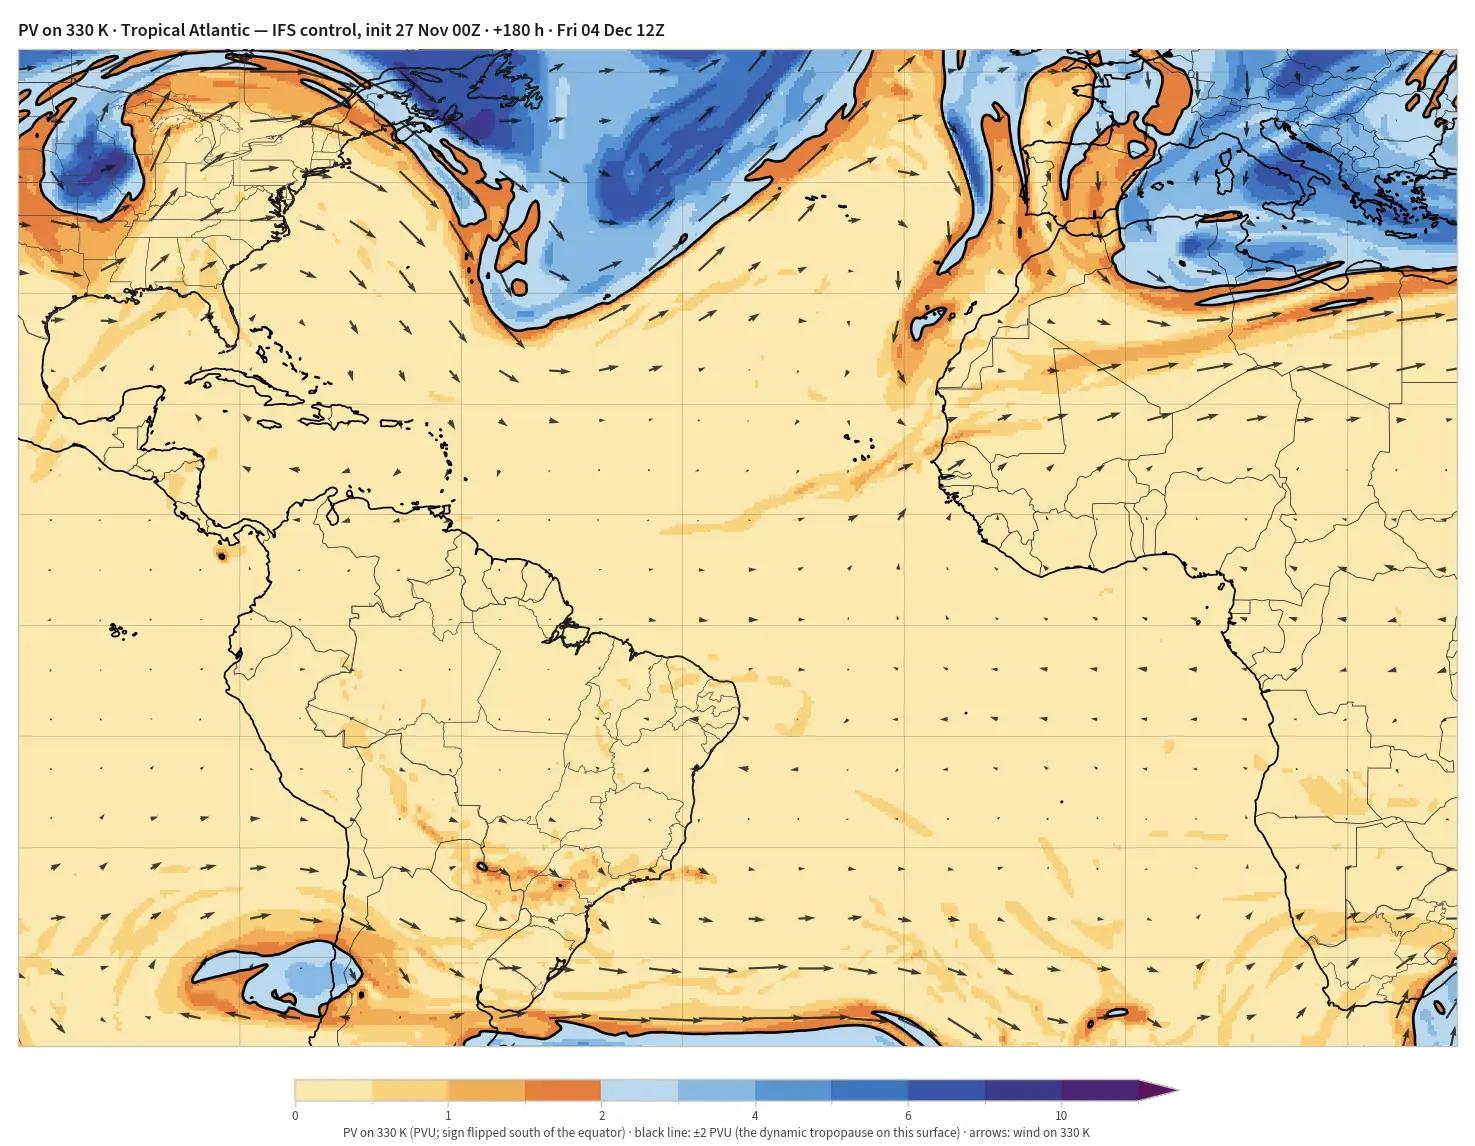 PV on 330 K · Tropical Atlantic — IFS control, init 27 Nov 00Z · +180 h · Fri 04 Dec 12Z
0 1 2 4 6 10
PV on 330 K (PVU; sign flipped south of the equator) · black line: ±2 PVU (the dynamic tropopause on this surface) · arrows: wind on 330 K